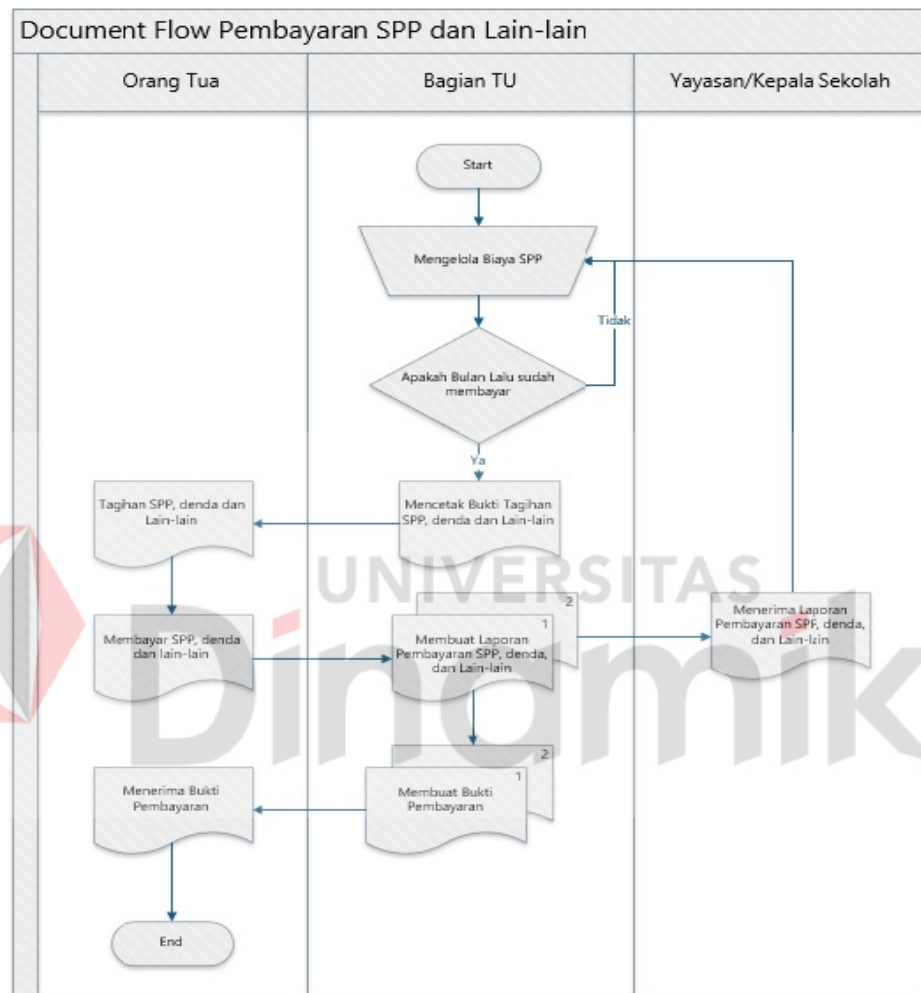 Document Flow Pembayaran SPP dan Lain-lain
Orang Tua
Bagian TU
Yayasan/Kepala Sekolah
Start
Mengelola Biaya SPP
Tidak
Apakah Bulan Lalu sudah
membayar
Ya
Tagihan SPP, denda dan
Lain-lain
Mencetak Bukti Tagihan
SPP, denda dan Lain-lain
UNIVERSITAS
Dinamika
Membayar SPP, denda
dan lain-lain
2
1
Membuat Laporan
Pembayaran SPP, denda,
dan Lain-lain
Menerima Laporan
Pembayaran SPP, denda,
dan Lain-lain
Menerima Bukti
Pembayaran
2
1
Membuat Bukti
Pembayaran
End